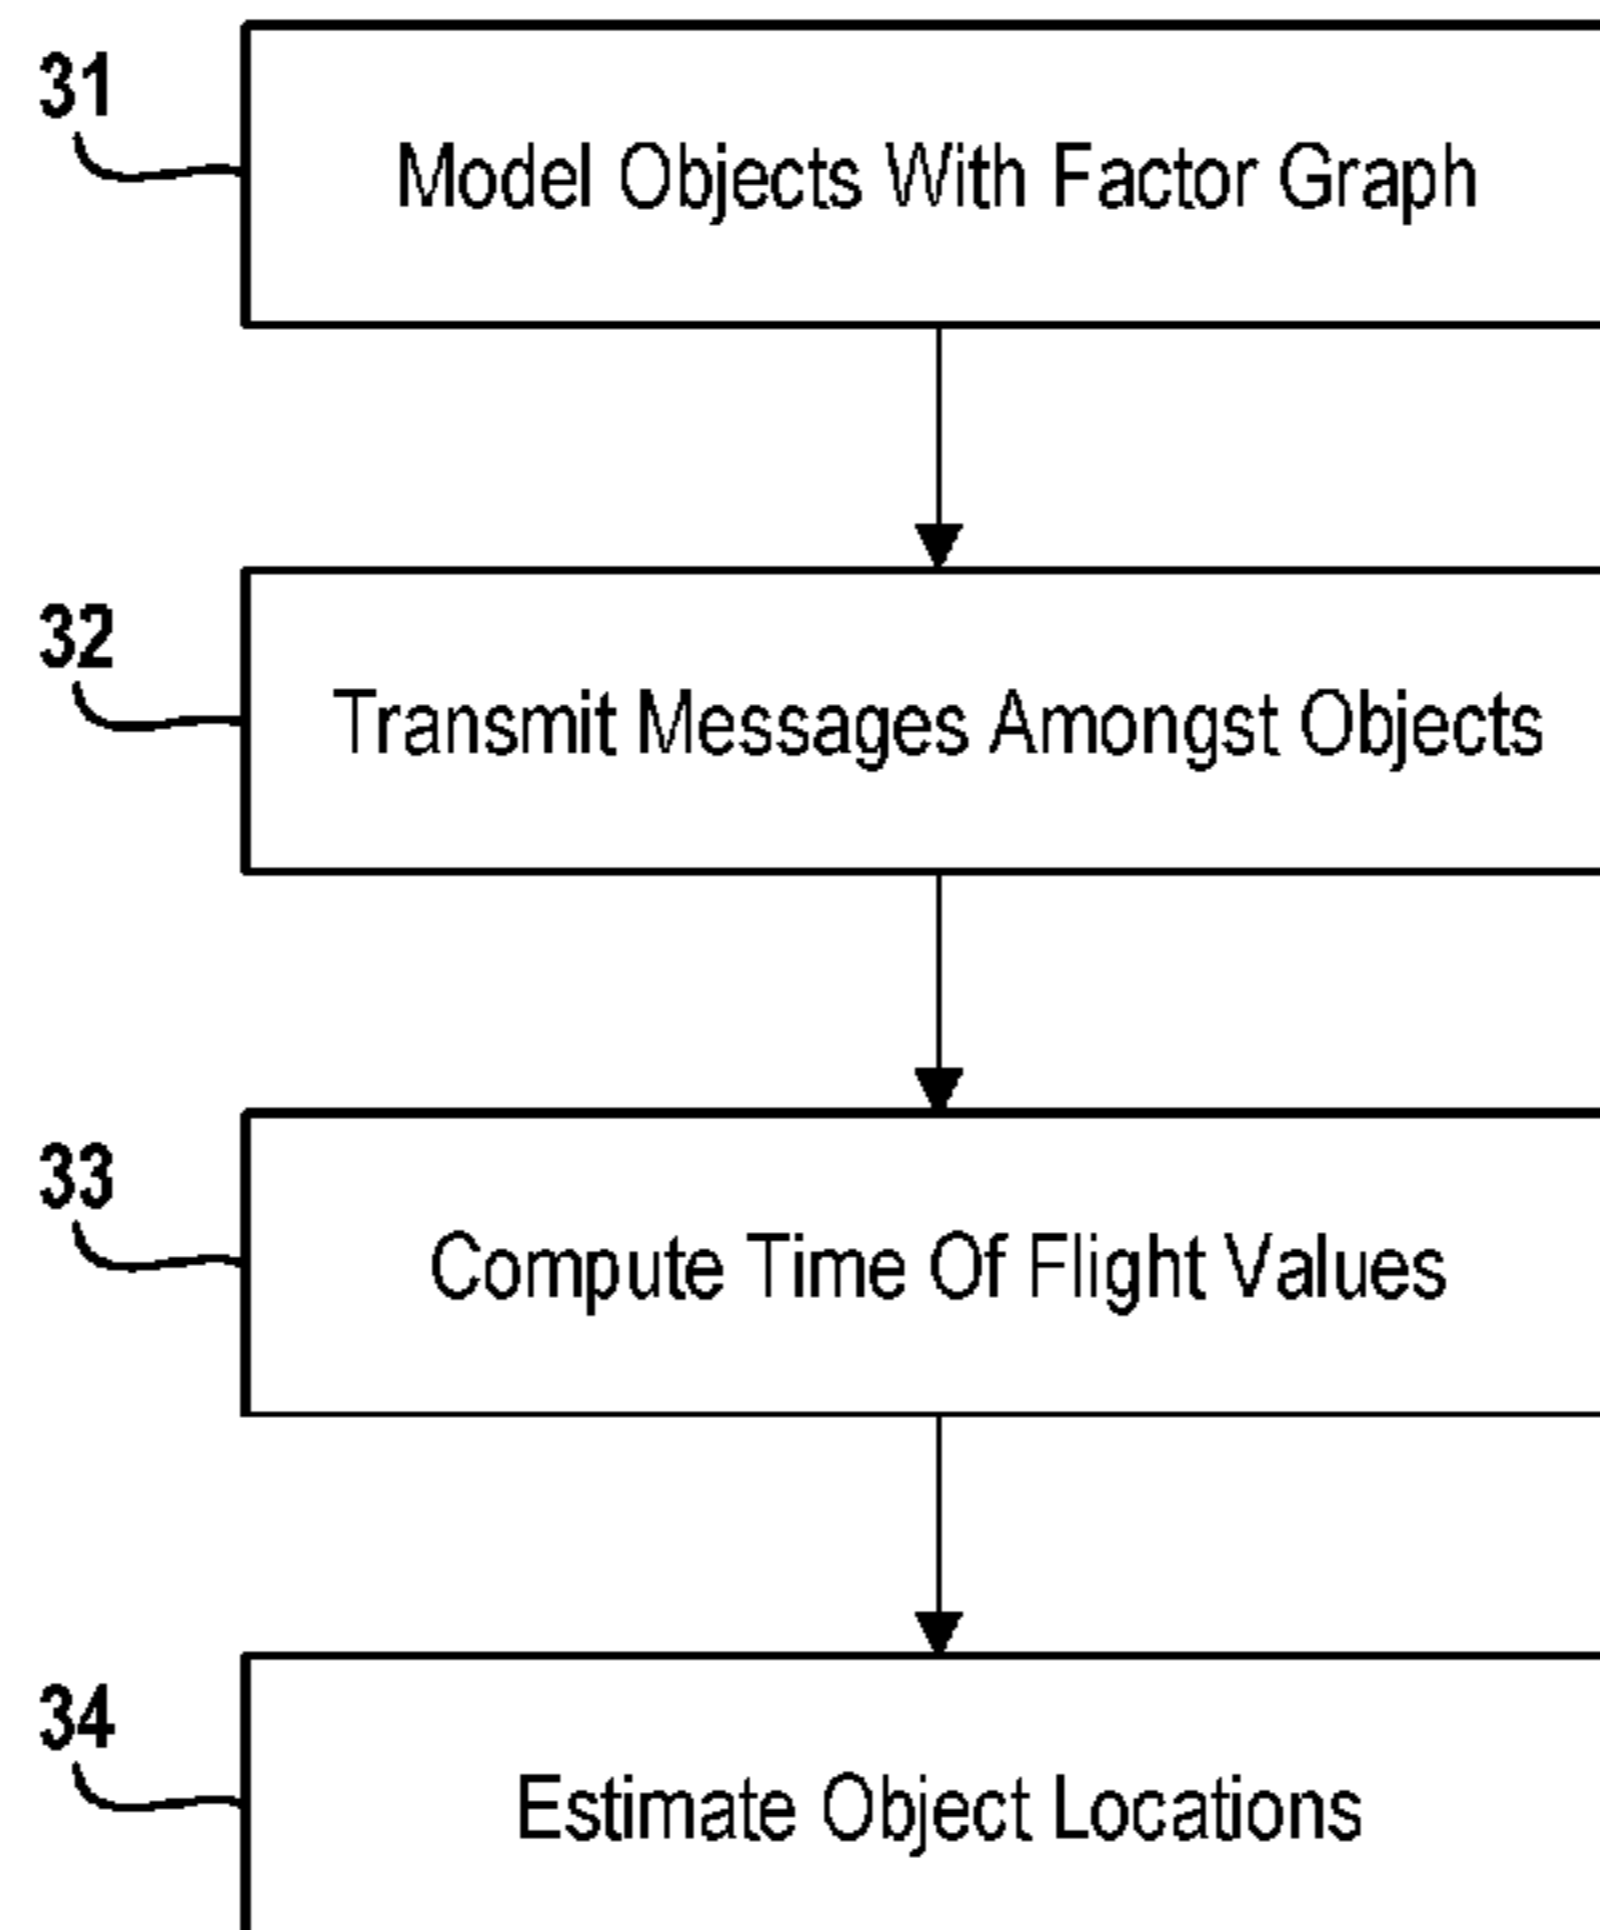 31
Model Objects With Factor Graph
32
Transmit Messages Amongst Objects
33
Compute Time Of Flight Values
34
Estimate Object Locations